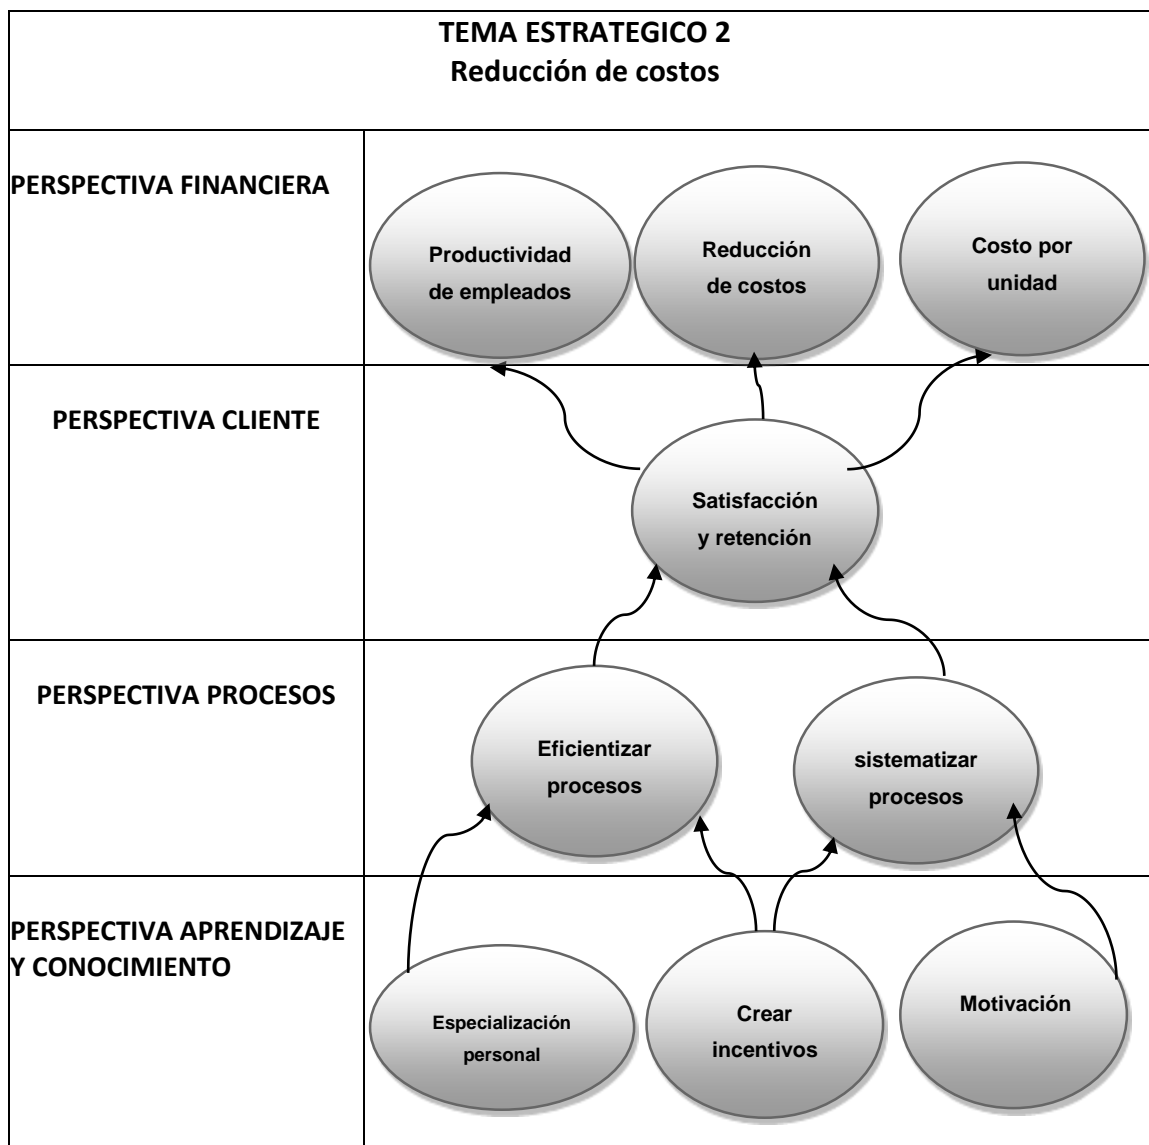 TEMA ESTRATEGICO 2
Reducción de costos
PERSPECTIVA FINANCIERA
Productividad
de empleados
Reducción
de costos
Costo por
unidad
PERSPECTIVA CLIENTE
Satisfacción
y retención
PERSPECTIVA PROCESOS
Eficientizar
procesos
sistematizar
procesos
PERSPECTIVA APRENDIZAJE
Y CONOCIMIENTO
Especialización
personal
Crear
incentivos
Motivación